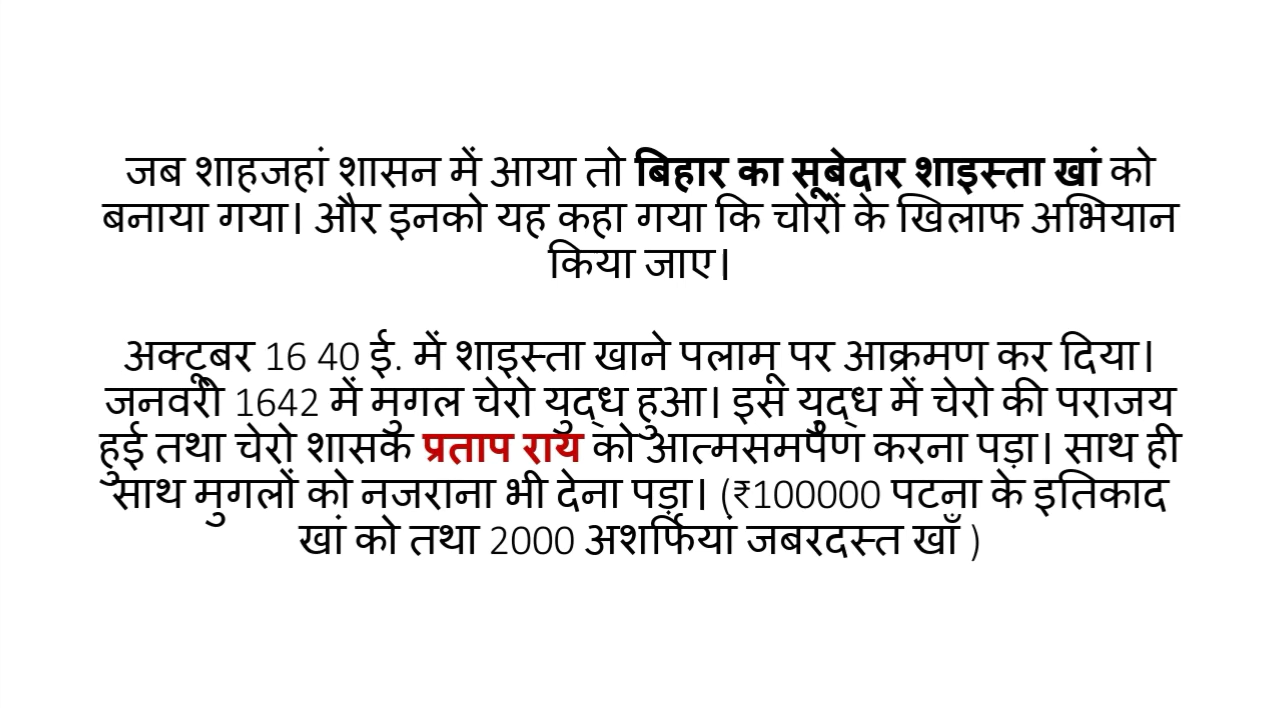 जब शाहजहां शासन में आया तो बिहार का सूबेदार शाइस्ता खां को
बनाया गया। और इनको यह कहा गया कि चोरों के खिलाफ अभियान
किया जाए।
अक्टूबर 16 40 ई. में शाइस्ता खाने पलामू पर आक्रमण कर दिया।
जनवरी 1642 में मुगल चेरो युद्ध हुआ। इस युद्ध में चेरो की पराजय
हुई तथा चेरो शासक प्रताप राय को आत्मसमर्पण करना पड़ा। साथ ही
साथ मुगलों को नजराना भी देना पड़ा। (₹100000 पटना के इतिकाद
खां को तथा 2000 अशर्फियां जबरदस्त खाँ )